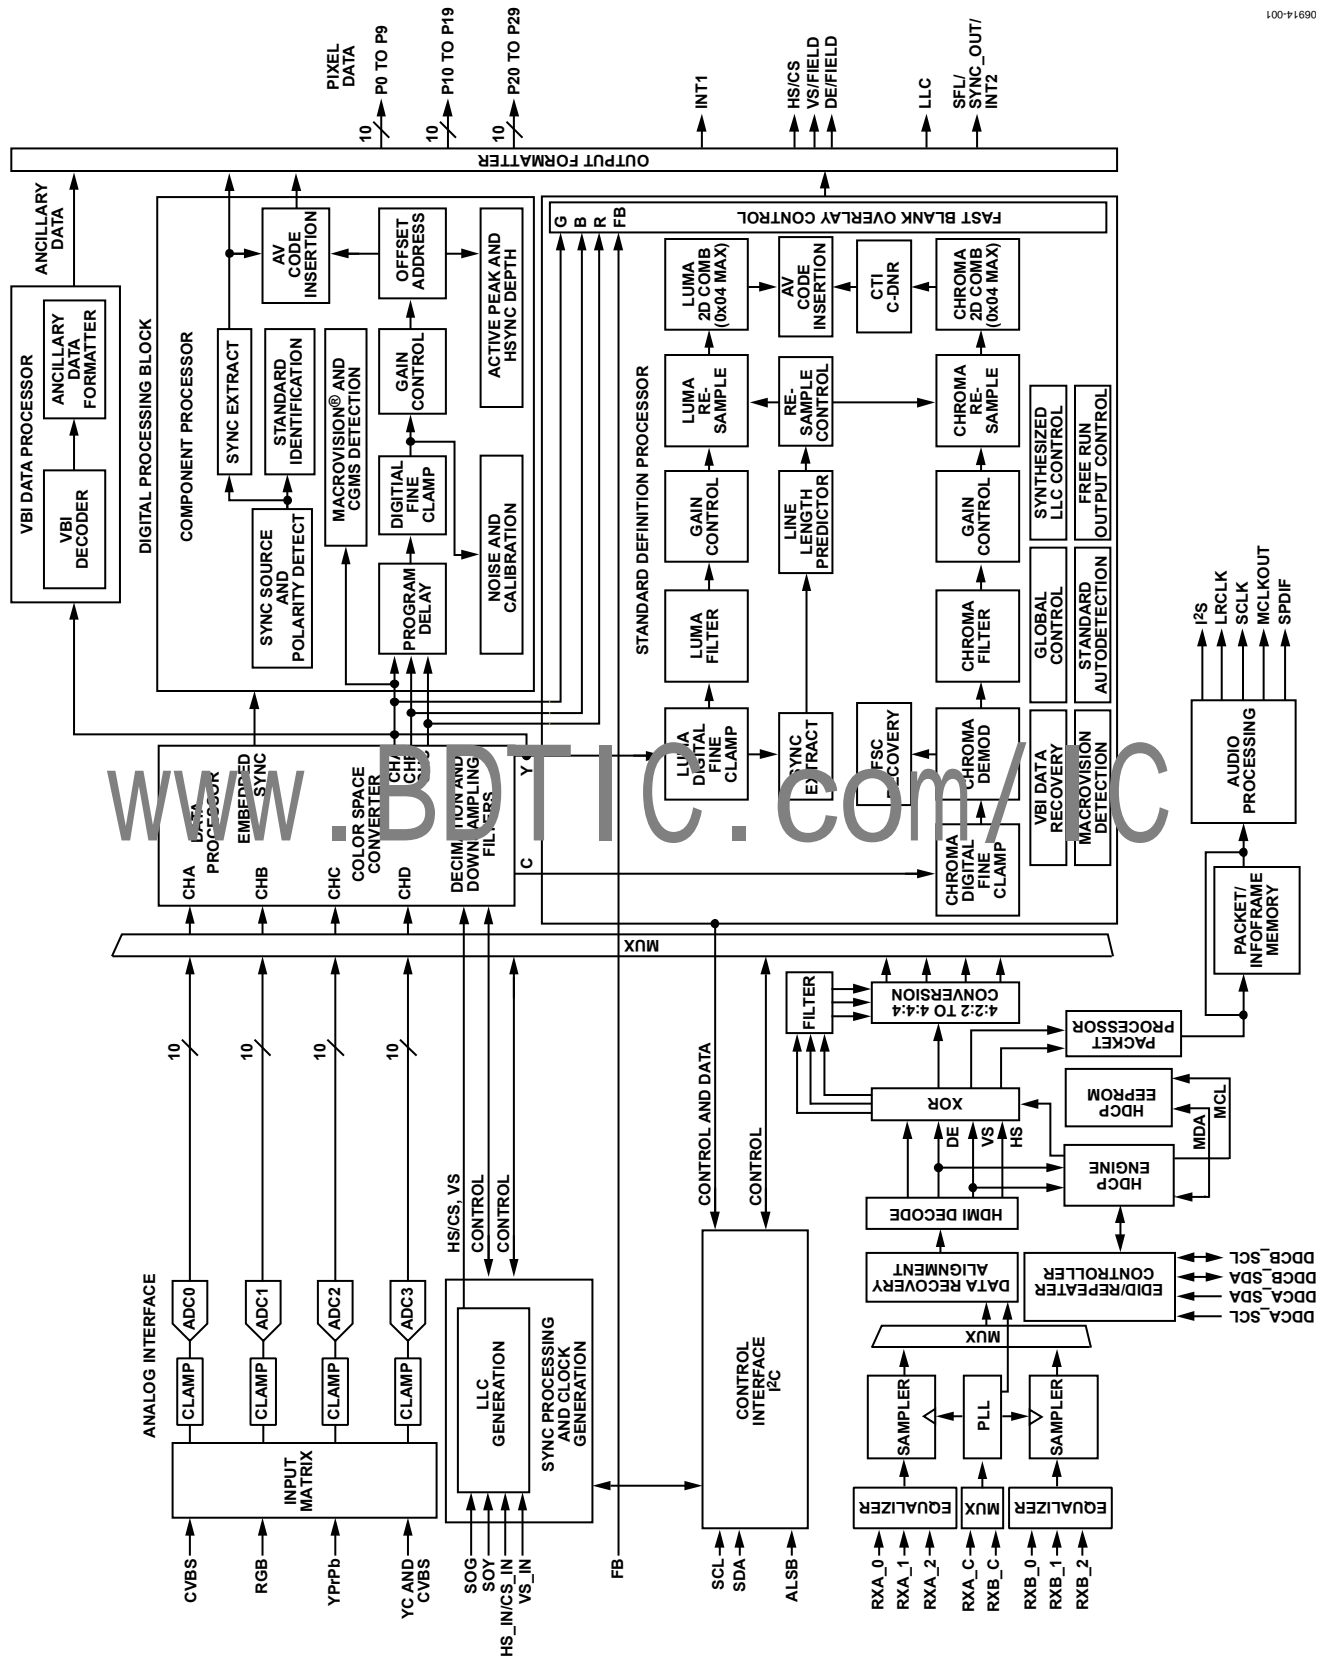 06914-001
ANALOG INTERFACE
CVBS
RGB
YPrPb
YC AND
CVBS
INPUT
MATRIX
CLAMP
CLAMP
CLAMP
CLAMP
ADC0
ADC1
ADC2
ADC3
10
10
10
10
SOG
SOY
HS_IN/CS_IN
VS_IN
LLC
GENERATION
SYNC PROCESSING
AND CLOCK
GENERATION
HS/CS, VS
CONTROL
CONTROL
FB
SCL
SDA
ALSB
CONTROL
INTERFACE
I2C
CONTROL AND DATA
CONTROL
RXA_0
RXA_1
RXA_2
RXA_C
RXB_C
RXB_0
RXB_1
RXB_2
EQUALIZER
MUX
EQUALIZER
SAMPLER
PLL
SAMPLER
MUX
DATA RECOVERY
ALIGNMENT
HDMI DECODE
EDID/REPEATER
CONTROLLER
DDCA_SCL
DDCA_SDA
DDCB_SDA
DDCB_SCL
DE
VS
HS
HDCP
ENGINE
MDA
MCL
HDCP
EEPROM
XOR
FILTER
4:2:2 TO 4:4:4
CONVERSION
PACKET
PROCESSOR
PACKET/
INFOFRAME
MEMORY
AUDIO
PROCESSING
I2S
LRCLK
SCLK
MCLKOUT
SPDIF
MUX
CHA
CHB
CHC
CHD
DATA
PROCESSOR
EMBEDDED
SYNC
COLOR SPACE
CONVERTER
DECIMATION AND
DOWNSAMPLING
FILTERS
CHA
CHB
CHC
C
Y
VBI DATA PROCESSOR
VBI
DECODER
ANCILLARY
DATA
FORMATTER
ANCILLARY
DATA
DIGITAL PROCESSING BLOCK
COMPONENT PROCESSOR
SYNC SOURCE
AND
POLARITY DETECT
SYNC EXTRACT
STANDARD
IDENTIFICATION
MACROVISION® AND
CGMS DETECTION
PROGRAM
DELAY
DIGITIAL
FINE
CLAMP
GAIN
CONTROL
OFFSET
ADDRESS
AV
CODE
INSERTION
NOISE AND
CALIBRATION
ACTIVE PEAK AND
HSYNC DEPTH
STANDARD DEFINITION PROCESSOR
LUMA
DIGITAL
FINE
CLAMP
LUMA
FILTER
GAIN
CONTROL
LUMA
RE-
SAMPLE
LUMA
2D COMB
(0x04 MAX)
SYNC
EXTRACT
LINE
LENGTH
PREDICTOR
RE-
SAMPLE
CONTROL
AV
CODE
INSERTION
FSC
RECOVERY
CTI
C-DNR
CHROMA
DIGITAL
FINE
CLAMP
CHROMA
DEMOD
CHROMA
FILTER
GAIN
CONTROL
CHROMA
RE-
SAMPLE
CHROMA
2D COMB
(0x04 MAX)
VBI DATA
RECOVERY
GLOBAL
CONTROL
SYNTHESIZED
LLC CONTROL
MACROVISION
DETECTION
STANDARD
AUTODETECTION
FREE RUN
OUTPUT CONTROL
G
B
R
FB
FAST BLANK OVERLAY CONTROL
OUTPUT FORMATTER
PIXEL
DATA
10
P0 TO P9
10
P10 TO P19
10
P20 TO P29
INT1
HS/CS
VS/FIELD
DE/FIELD
LLC
SFL/
SYNC_OUT/
INT2
www.BDTIC.com/IC